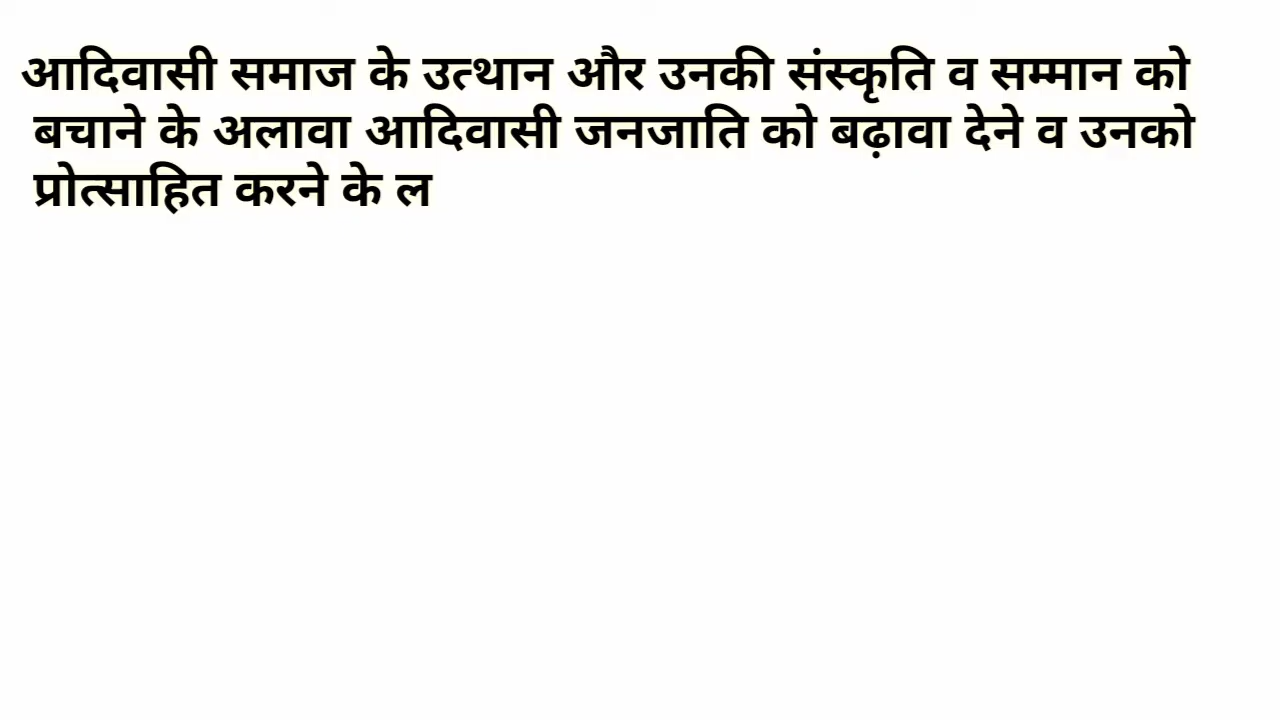 आदिवासी समाज के उत्थान और उनकी संस्कृति व सम्मान को
बचाने के अलावा आदिवासी जनजाति को बढ़ावा देने व उनको
प्रोत्साहित करने के ल